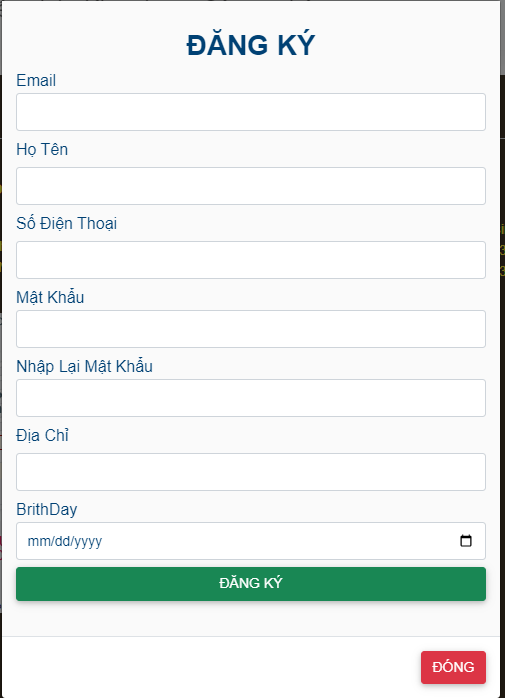 ĐĂNG KÝ
Email
Họ Tên
Số Điện Thoại
Mật Khẩu
Nhập Lại Mật Khẩu
Địa Chỉ
BrithDay
mm/dd/yyyy
ĐĂNG KÝ
ĐÓNG